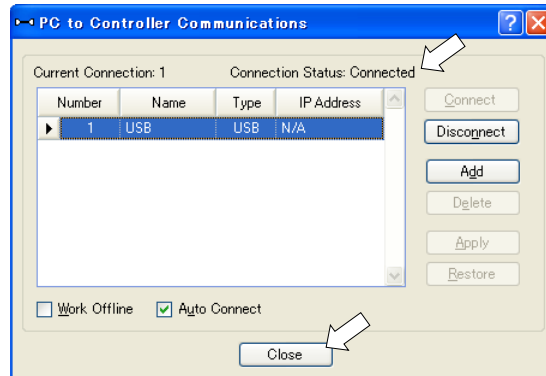 PC to Controller Communications
Current Connection: 1 Connection Status: Connected
Number Name Type IP Address
1 USB USB N/A
Connect
Disconnect
Add
Delete
Apply
Restore
Work Offline Auto Connect
Close